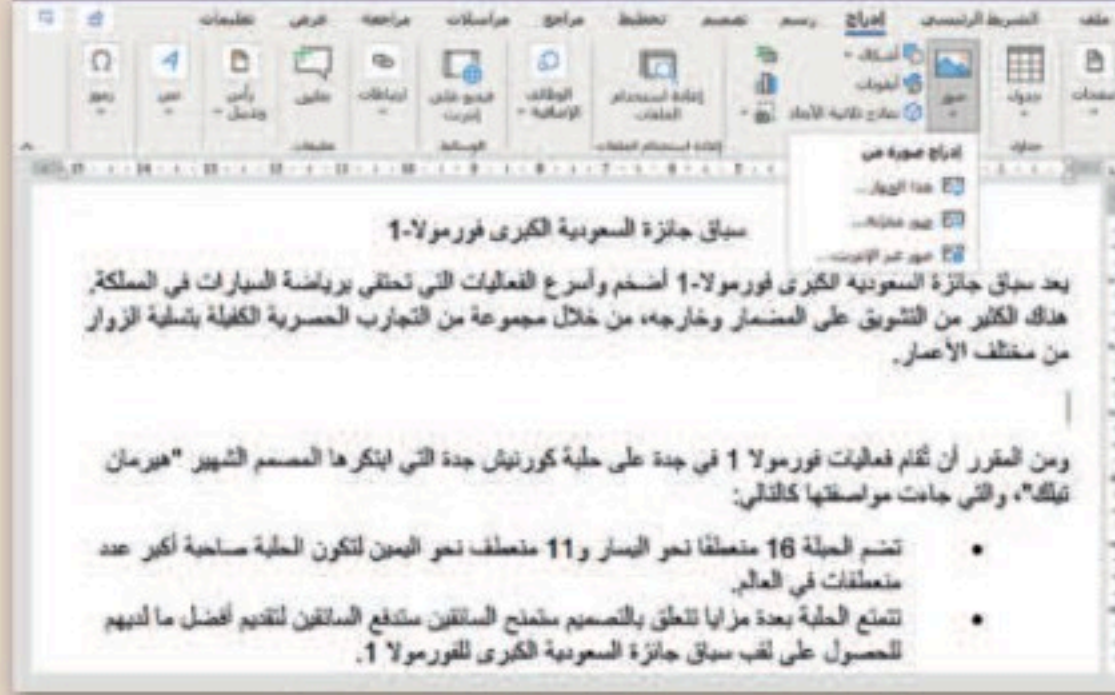 ملف الشريط الرئيسي إدراج رسم تصميم تخطيط مراجع مراسلات مراجعة عرض تعليمات
صفحات
جدول
جداول
صور
أشكال
أيقونات
نماذج ثلاثية الأبعاد
إعادة استخدام
الملفات
إعادة استخدام الملفات
الوظائف
الإضافية
فيديو على
إنترنت
الوسائط
ارتباطات
تعليق
تعليقات
رأس
وتذييل
نص
رموز
إدراج صورة من
هذا الجهاز...
صور مخزنة...
صور عبر الإنترنت...
سباق جائزة السعودية الكبرى فورمولا-1
يعد سباق جائزة السعودية الكبرى فورمولا-1 أضخم وأسرع الفعاليات التي تحتفي برياضة السيارات في المملكة.
هناك الكثير من التشويق على المضمار وخارجه، من خلال مجموعة من التجارب الحصرية الكفيلة بتسلية الزوار
من مختلف الأعمار.
ومن المقرر أن تُقام فعاليات فورمولا 1 في جدة على حلبة كورنيش جدة التي ابتكرها المصمم الشهير "هيرمان
تيلك"، والتي جاءت مواصفتها كالتالي:
• تضم الحبلة 16 منعطفًا نحو اليسار و11 منعطف نحو اليمين لتكون الحلبة صاحبة أكبر عدد
منعطفات في العالم.
• تتمتع الحلبة بعدة مزايا تتعلق بالتصميم ستمنح السائقين ستدفع السائقين لتقديم أفضل ما لديهم
للحصول على لقب سباق جائزة السعودية الكبرى للفورمولا 1.